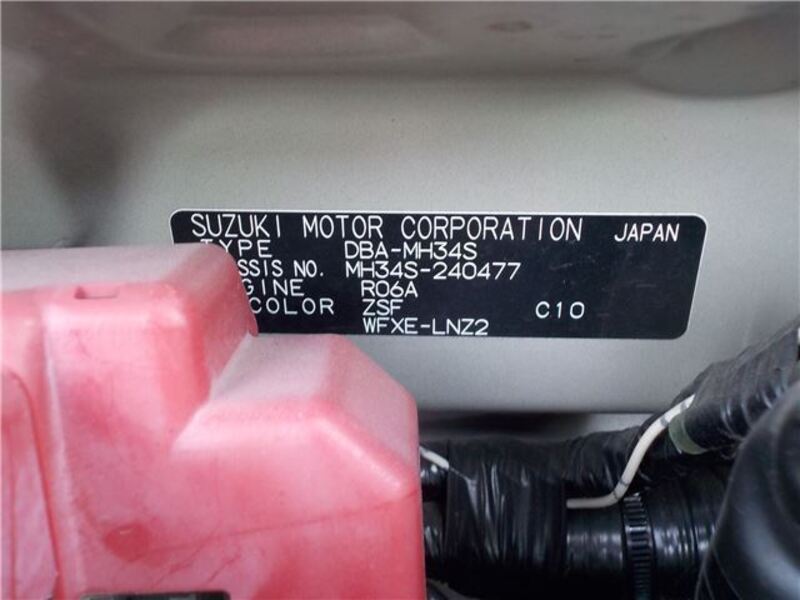 SUZUKI MOTOR CORPORATION JAPAN
TYPE DBA-MH34S
SSIS NO. MH34S-240477
GINE R06A
COLOR ZSF C10
WFXE-LNZ2